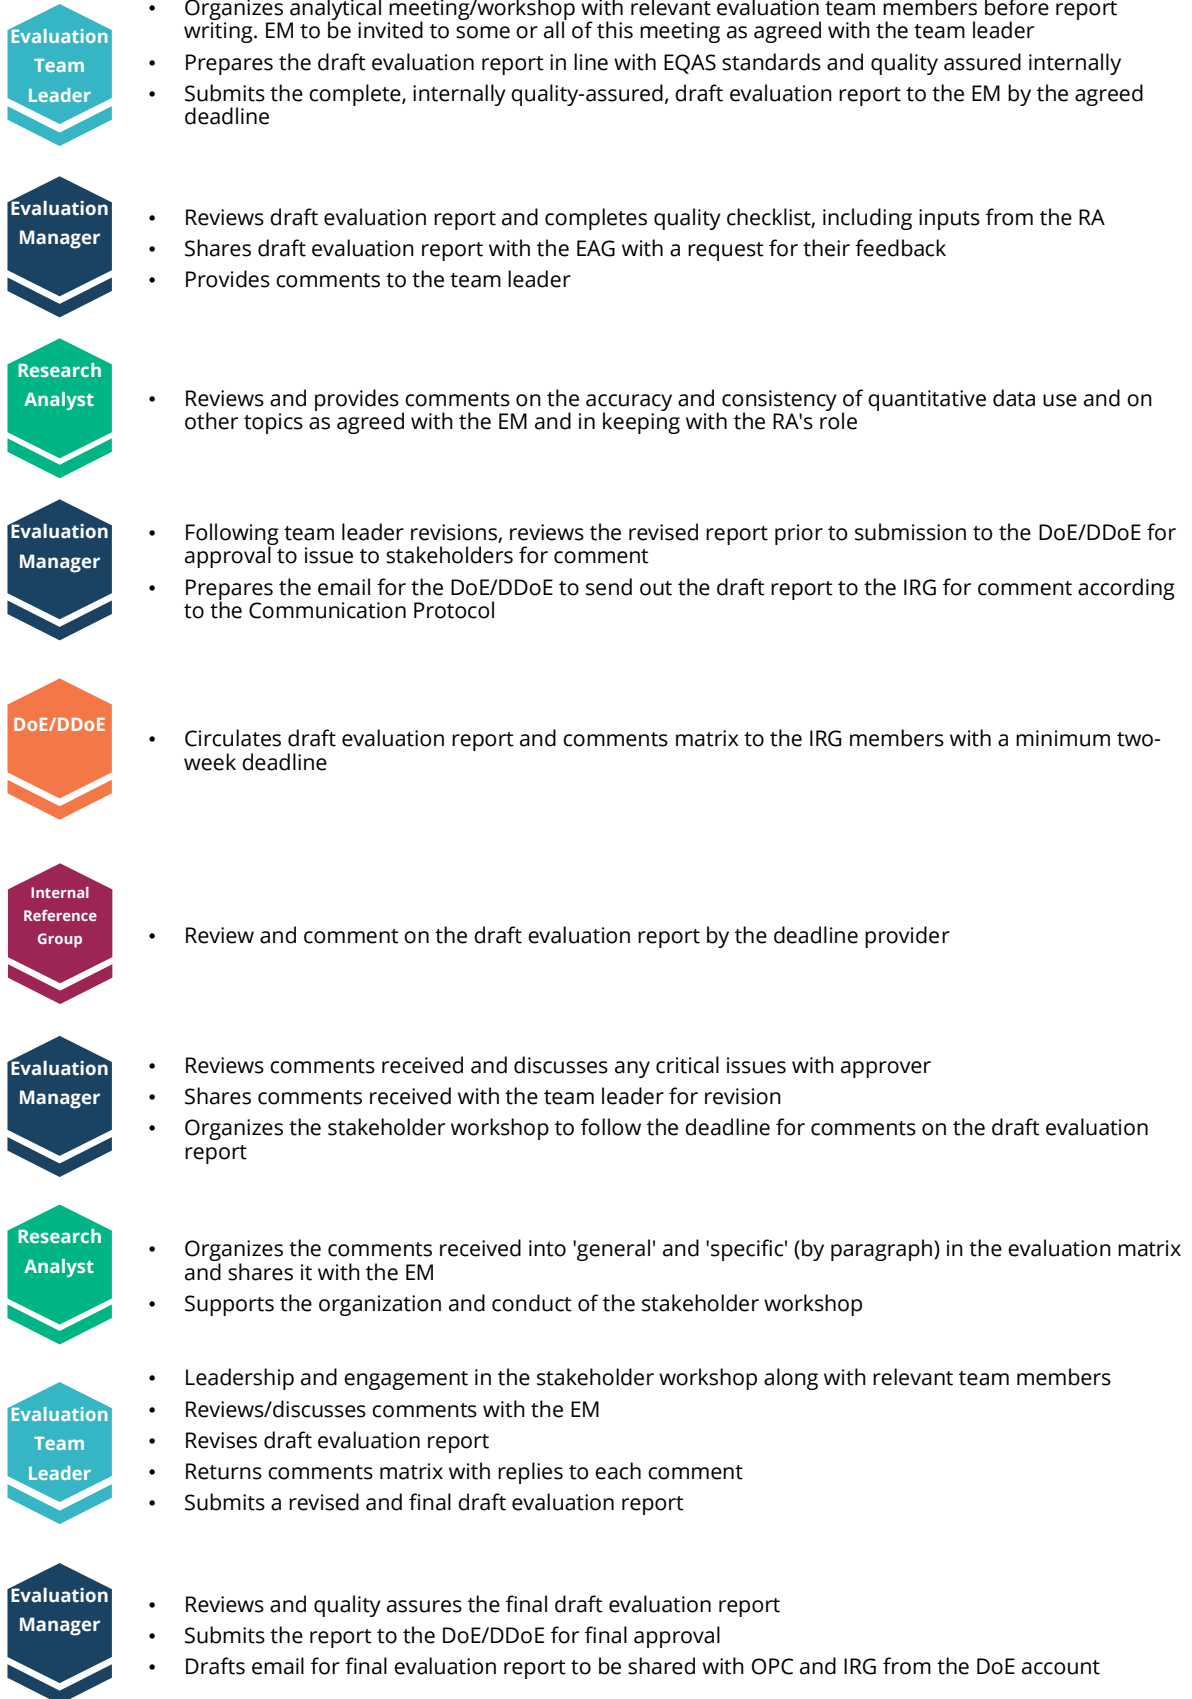 Evaluation
Team
Leader
• Organizes analytical meeting/workshop with relevant evaluation team members before report
writing. EM to be invited to some or all of this meeting as agreed with the team leader
• Prepares the draft evaluation report in line with EQAS standards and quality assured internally
• Submits the complete, internally quality-assured, draft evaluation report to the EM by the agreed
deadline
Evaluation
Manager
• Reviews draft evaluation report and completes quality checklist, including inputs from the RA
• Shares draft evaluation report with the EAG with a request for their feedback
• Provides comments to the team leader
Research
Analyst
• Reviews and provides comments on the accuracy and consistency of quantitative data use and on
other topics as agreed with the EM and in keeping with the RA's role
Evaluation
Manager
• Following team leader revisions, reviews the revised report prior to submission to the DoE/DDoE for
approval to issue to stakeholders for comment
• Prepares the email for the DoE/DDoE to send out the draft report to the IRG for comment according
to the Communication Protocol
DoE/DDoE
• Circulates draft evaluation report and comments matrix to the IRG members with a minimum two-
week deadline
Internal
Reference
Group
• Review and comment on the draft evaluation report by the deadline provider
Evaluation
Manager
• Reviews comments received and discusses any critical issues with approver
• Shares comments received with the team leader for revision
• Organizes the stakeholder workshop to follow the deadline for comments on the draft evaluation
report
Research
Analyst
• Organizes the comments received into 'general' and 'specific' (by paragraph) in the evaluation matrix
and shares it with the EM
• Supports the organization and conduct of the stakeholder workshop
Evaluation
Team
Leader
• Leadership and engagement in the stakeholder workshop along with relevant team members
• Reviews/discusses comments with the EM
• Revises draft evaluation report
• Returns comments matrix with replies to each comment
• Submits a revised and final draft evaluation report
Evaluation
Manager
• Reviews and quality assures the final draft evaluation report
• Submits the report to the DoE/DDoE for final approval
• Drafts email for final evaluation report to be shared with OPC and IRG from the DoE account